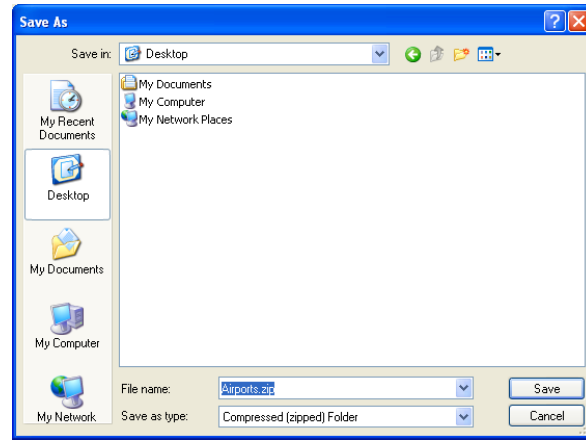 Save As
Save in:
Desktop
My Recent
Documents
Desktop
My Documents
My Computer
My Network
My Documents
My Computer
My Network Places
File name:
Airports.zip
Save
Save as type:
Compressed (zipped) Folder
Cancel